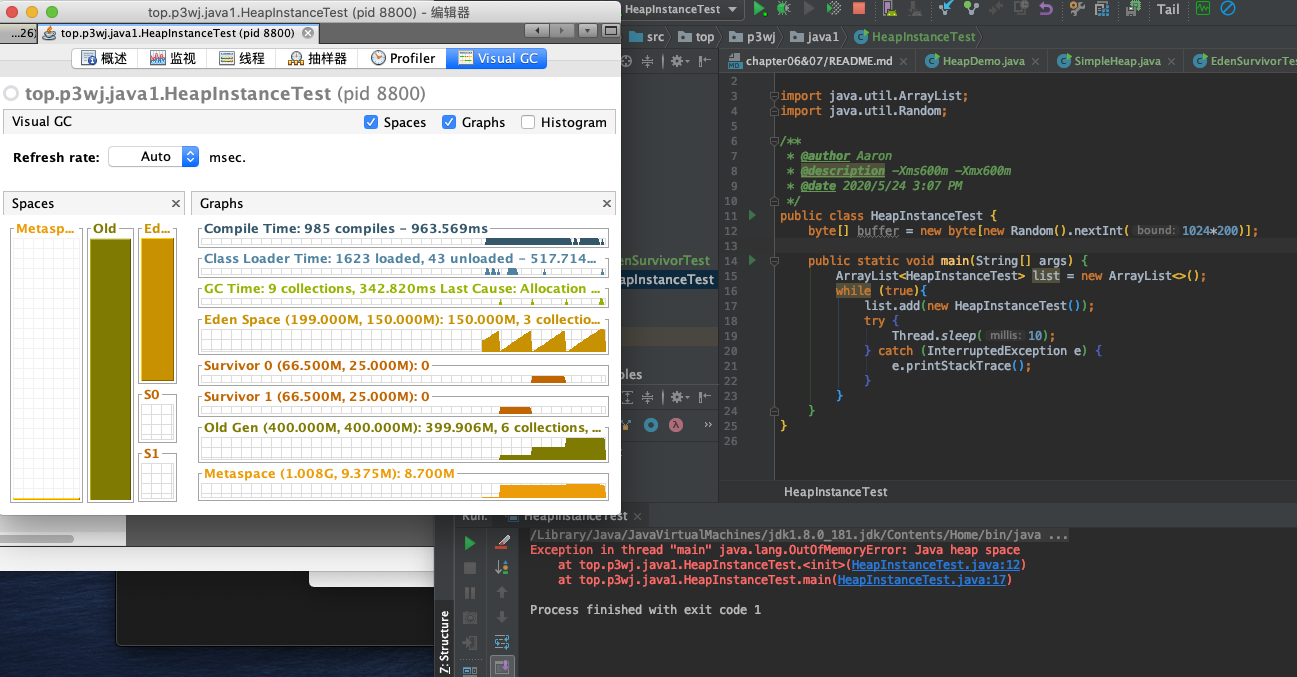 top.p3wj.java1.HeapInstanceTest (pid 8800) - 编辑器
...26)
top.p3wj.java1.HeapInstanceTest (pid 8800)
概述
监视
线程
抽样器
Profiler
Visual GC
top.p3wj.java1.HeapInstanceTest (pid 8800)
Visual GC
Spaces
Graphs
Histogram
Refresh rate:
Auto
msec.
Spaces
Metasp...
Old
Ed...
S0
S1
Graphs
Compile Time: 985 compiles - 963.569ms
Class Loader Time: 1623 loaded, 43 unloaded - 517.714...
GC Time: 9 collections, 342.820ms Last Cause: Allocation ...
Eden Space (199.000M, 150.000M): 150.000M, 3 collectio...
Survivor 0 (66.500M, 25.000M): 0
Survivor 1 (66.500M, 25.000M): 0
Old Gen (400.000M, 400.000M): 399.906M, 6 collections, ...
Metaspace (1.008G, 9.375M): 8.700M
HeapInstanceTest
Tail
src
top
p3wj
java1
HeapInstanceTest
chapter06&07/README.md
HeapDemo.java
SimpleHeap.java
EdenSurvivorTes
enSurvivorTest
apInstanceTest
oles
2
3 import java.util.ArrayList;
4 import java.util.Random;
5
6 /**
7 * @author Aaron
8 * @description -Xms600m -Xmx600m
9 * @date 2020/5/24 3:07 PM
10 */
11 public class HeapInstanceTest {
12 byte[] buffer = new byte[new Random().nextInt( bound: 1024*200)];
13
14 public static void main(String[] args) {
15 ArrayList<HeapInstanceTest> list = new ArrayList<>();
16 while (true){
17 list.add(new HeapInstanceTest());
18 try {
19 Thread.sleep( millis: 10);
20 } catch (InterruptedException e) {
21 e.printStackTrace();
22 }
23 }
24 }
25 }
26
HeapInstanceTest
Run:
HeapInstanceTest
/Library/Java/JavaVirtualMachines/jdk1.8.0_181.jdk/Contents/Home/bin/java ...
Exception in thread "main" java.lang.OutOfMemoryError: Java heap space
at top.p3wj.java1.HeapInstanceTest.<init>(HeapInstanceTest.java:12)
at top.p3wj.java1.HeapInstanceTest.main(HeapInstanceTest.java:17)
Process finished with exit code 1
Z: Structure